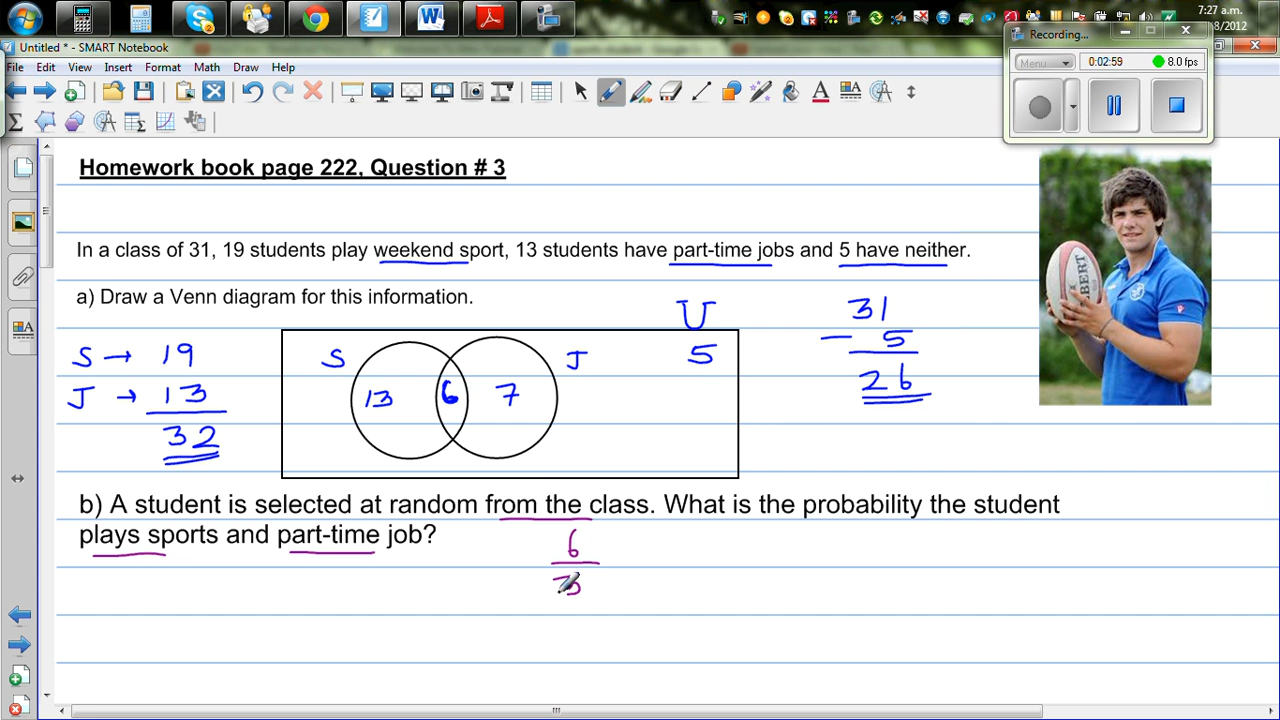 7:27 a.m.
8/2012
Untitled * - SMART Notebook
Recording...
File Edit View Insert Format Math Draw Help
Menu 0:02:59 8.0 fps
Homework book page 222, Question # 3
In a class of 31, 19 students play weekend sport, 13 students have part-time jobs and 5 have neither.
a) Draw a Venn diagram for this information.
U
31
- 5
26
S → 19
J → 13
32
S J 5
13 6 7
b) A student is selected at random from the class. What is the probability the student
plays sports and part-time job?
6
3